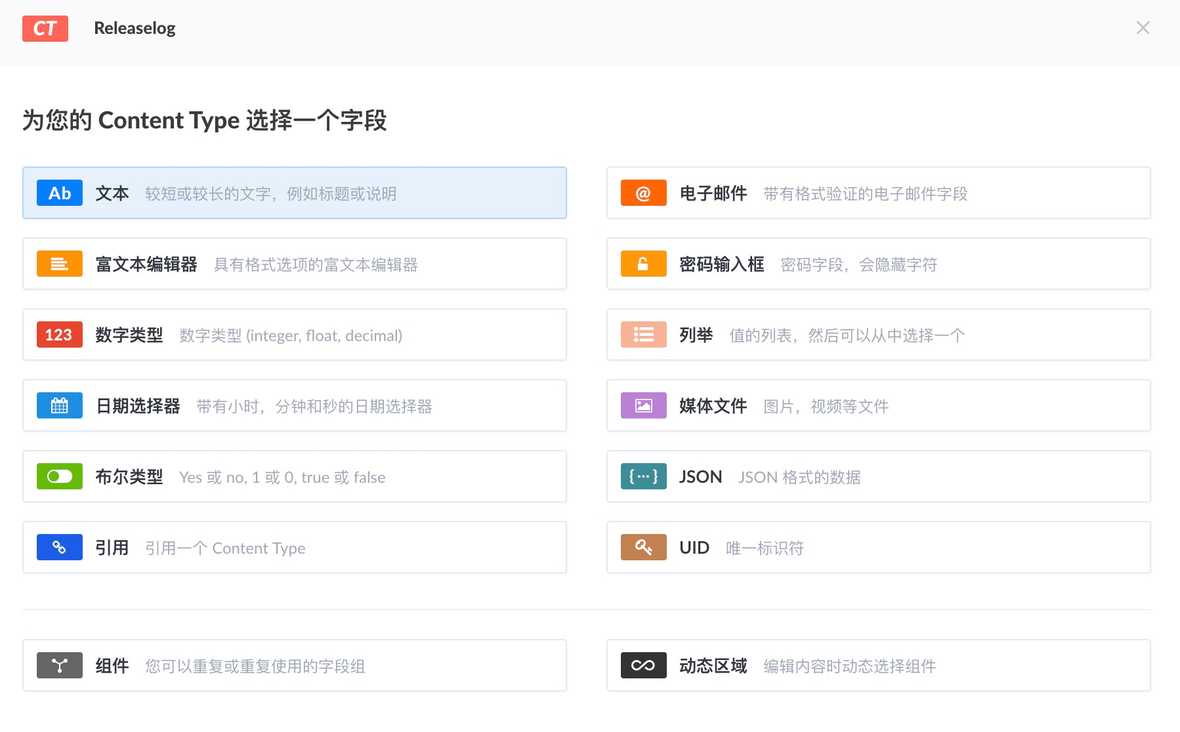 CT Releaselog
为您的 Content Type 选择一个字段
Ab 文本 较短或较长的文字，例如标题或说明
@ 电子邮件 带有格式验证的电子邮件字段
富文本编辑器 具有格式选项的富文本编辑器
密码输入框 密码字段，会隐藏字符
123 数字类型 数字类型 (integer, float, decimal)
列举 值的列表，然后可以从中选择一个
日期选择器 带有小时，分钟和秒的日期选择器
媒体文件 图片，视频等文件
布尔类型 Yes 或 no, 1 或 0, true 或 false
{···} JSON JSON 格式的数据
引用 引用一个 Content Type
UID 唯一标识符
组件 您可以重复或重复使用的字段组
动态区域 编辑内容时动态选择组件